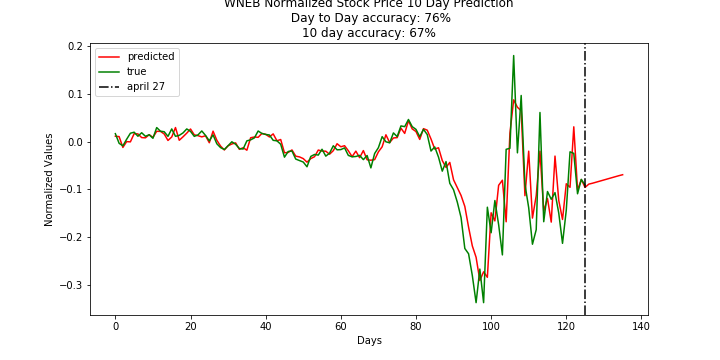 WNEB Normalized Stock Price 10 Day Prediction
Day to Day accuracy: 76%
10 day accuracy: 67%
predicted
true
april 27
0.2
0.1
0.0
−0.1
−0.2
−0.3
Normalized Values
0 20 40 60 80 100 120 140
Days